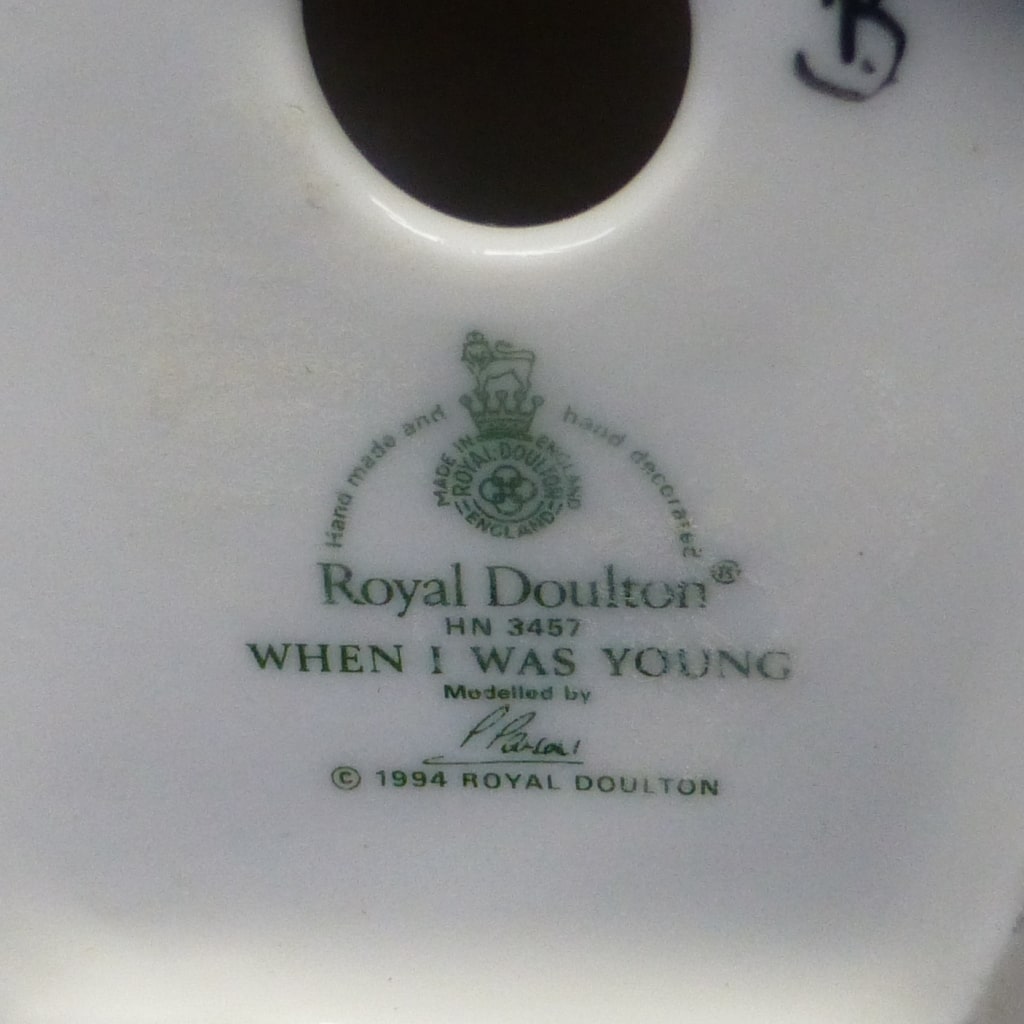 B
Hand made and hand decorated
MADE IN ENGLAND
ROYAL DOULTON
ENGLAND
Royal Doulton®
HN 3457
WHEN I WAS YOUNG
Modelled by
P Parsons
© 1994 ROYAL DOULTON